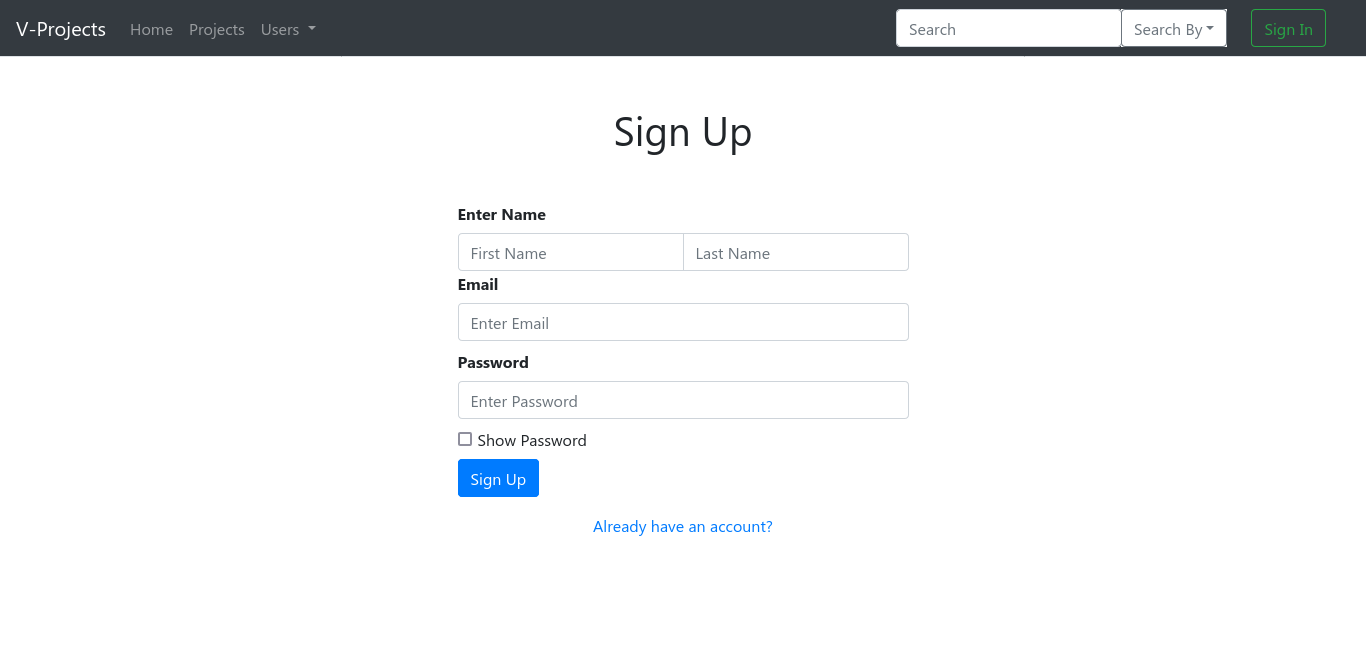 V-Projects Home Projects Users Search Search By Sign In
Sign Up
Enter Name
First Name Last Name
Email
Enter Email
Password
Enter Password
Show Password
Sign Up
Already have an account?